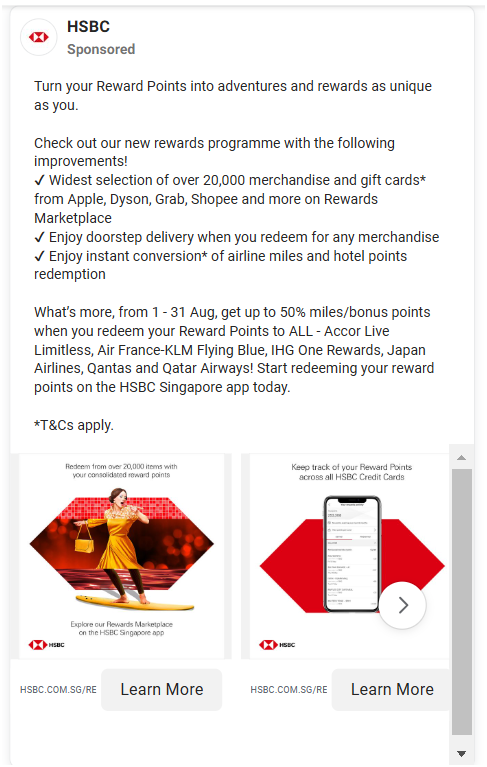 HSBC
Sponsored
Turn your Reward Points into adventures and rewards as unique
as you.
Check out our new rewards programme with the following
improvements!
✓ Widest selection of over 20,000 merchandise and gift cards*
from Apple, Dyson, Grab, Shopee and more on Rewards
Marketplace
✓ Enjoy doorstep delivery when you redeem for any merchandise
✓ Enjoy instant conversion* of airline miles and hotel points
redemption
What's more, from 1 - 31 Aug, get up to 50% miles/bonus points
when you redeem your Reward Points to ALL - Accor Live
Limitless, Air France-KLM Flying Blue, IHG One Rewards, Japan
Airlines, Qantas and Qatar Airways! Start redeeming your reward
points on the HSBC Singapore app today.
*T&Cs apply.
Redeem from over 20,000 items with
your consolidated reward points
Explore our Rewards Marketplace
on the HSBC Singapore app
HSBC
HSBC.COM.SG/RE
Learn More
Keep track of your Reward Points
across all HSBC Credit Cards
HSBC
HSBC.COM.SG/RE
Learn More